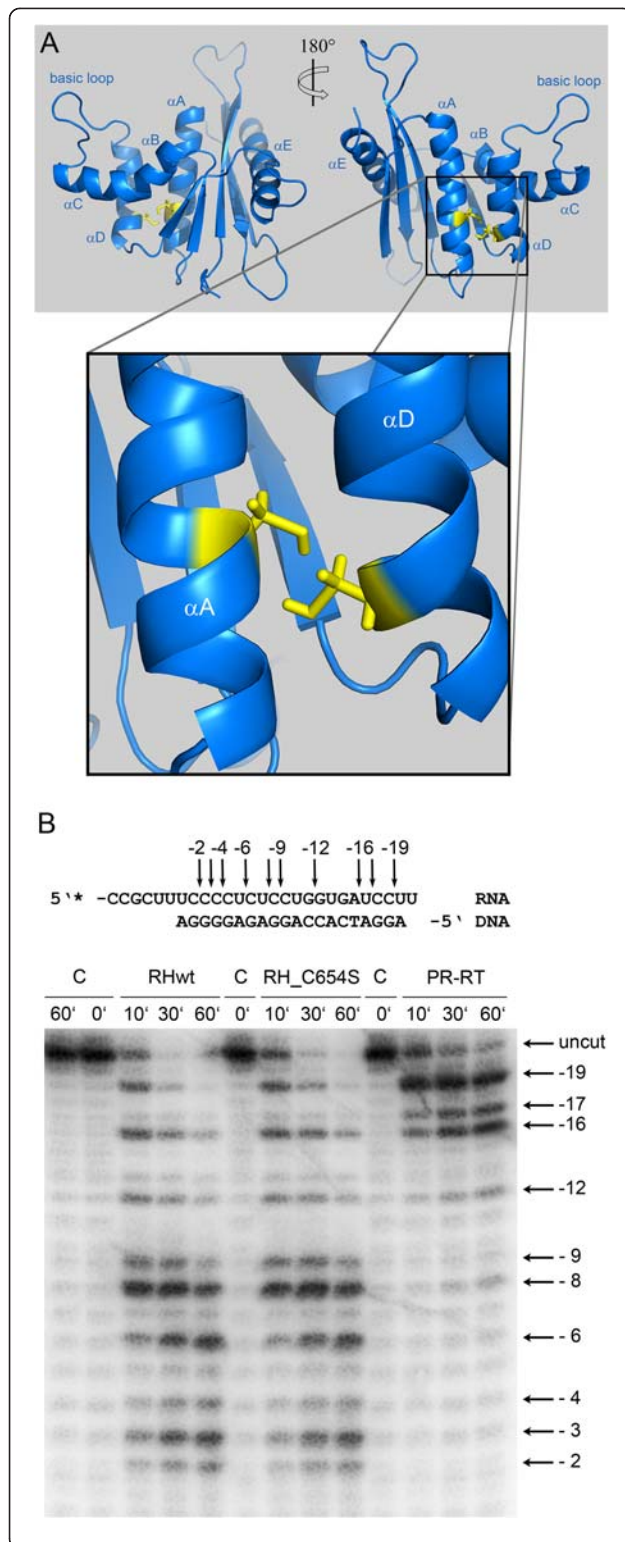 A
180°
basic loop
αA
αB
αC
αD
αE
αA
αB
basic loop
αE
αC
αD
αD
αA
B
-2 -4 -6 -9 -12 -16 -19
5‘* -CCGCUUUCCCCUCUCCUGGUGAUCCUU RNA
AGGGGAGAGGACCACTAGGA -5‘ DNA
C RHwt C RH_C654S C PR-RT
60‘ 0‘ 10‘ 30‘ 60‘ 0‘ 10‘ 30‘ 60‘ 0‘ 10‘ 30‘ 60‘
uncut
-19
-17
-16
-12
- 9
- 8
- 6
- 4
- 3
- 2